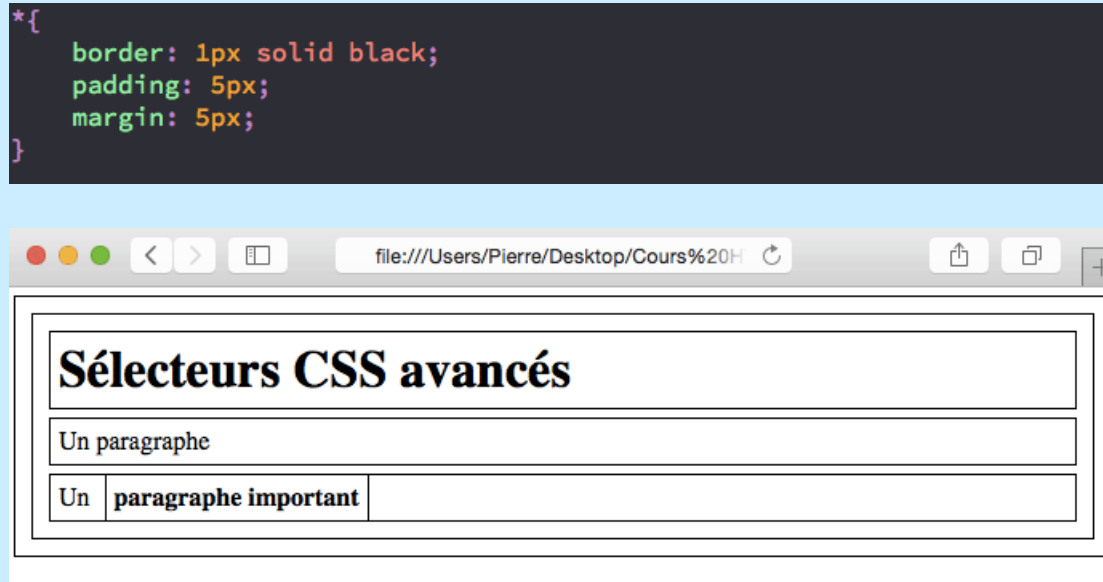 *{
border: 1px solid black;
padding: 5px;
margin: 5px;
}
file:///Users/Pierre/Desktop/Cours%20H
Sélecteurs CSS avancés
Un paragraphe
Un paragraphe important